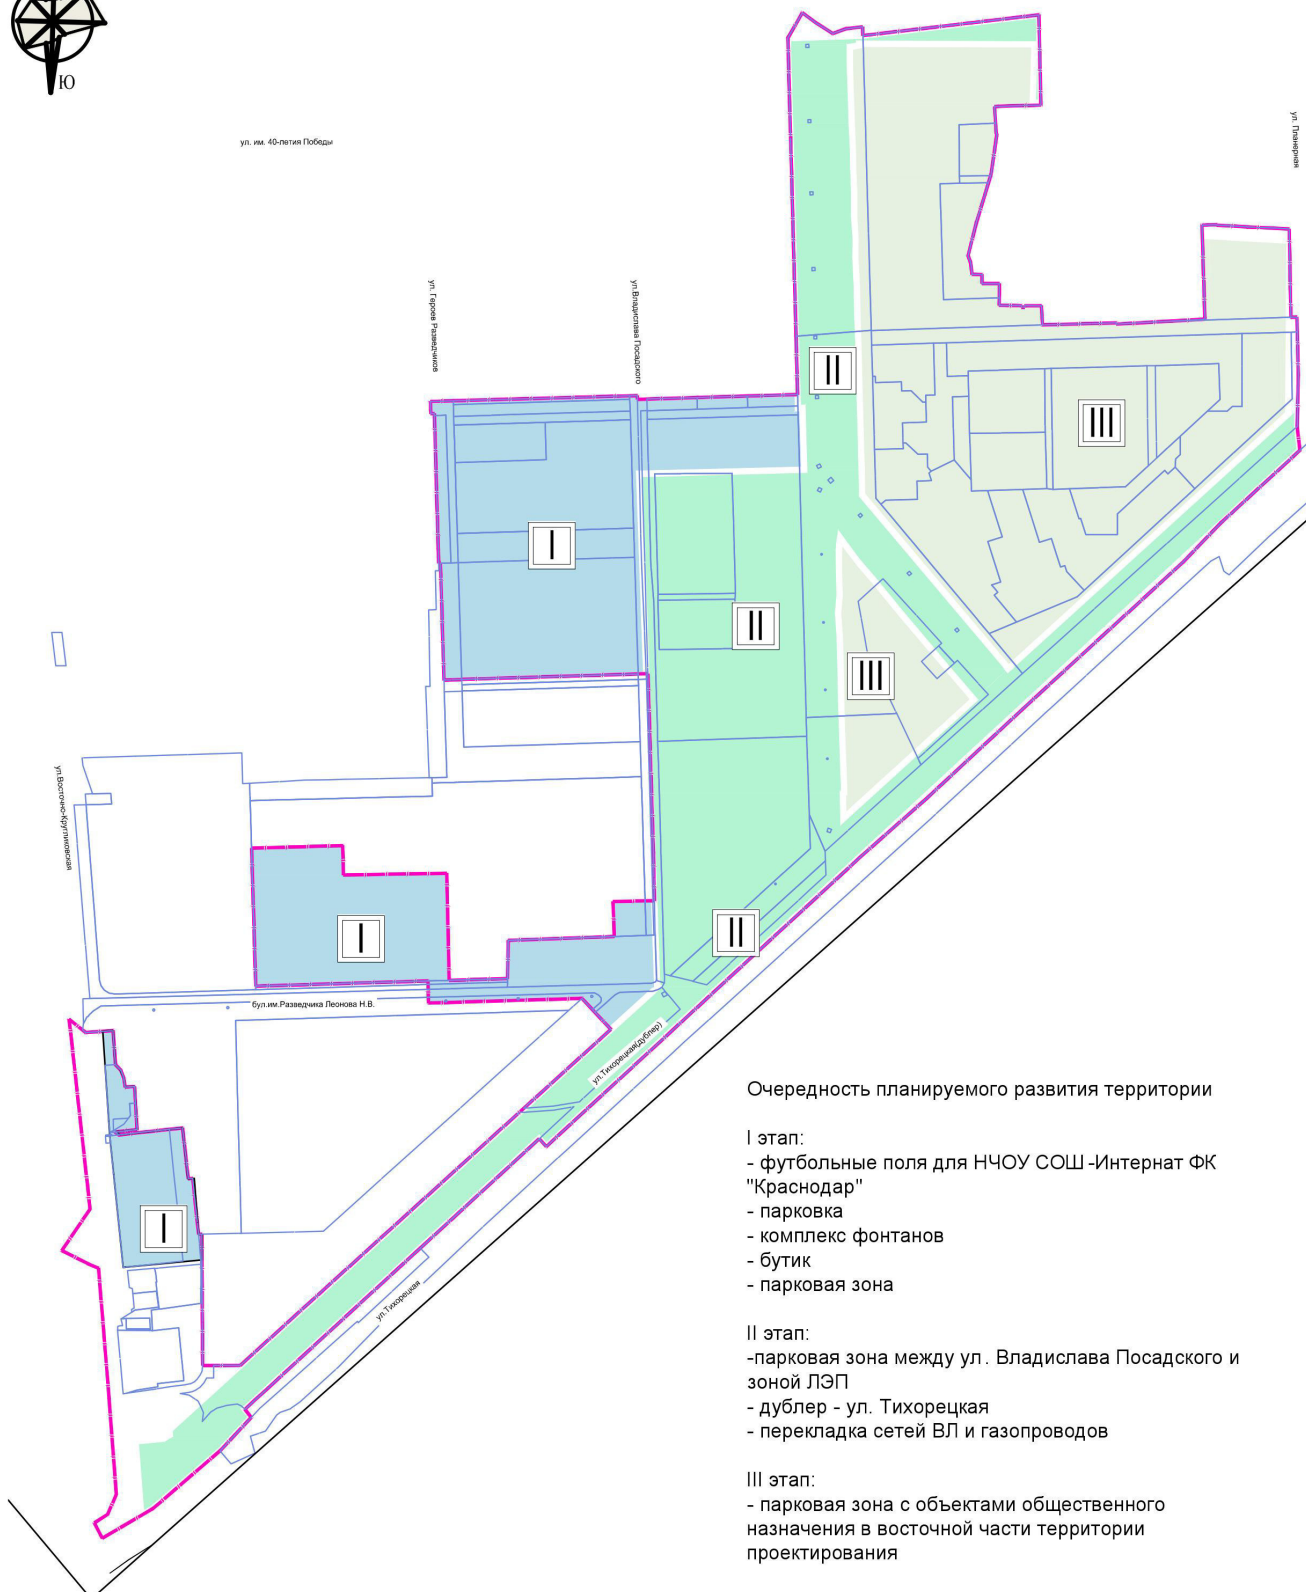 Ю
ул. им. 40-летия Победы
ул. Планерная
ул. Героев Разведчиков
ул.Владислава Посадского
II
III
I
II
III
ул.Восточно-Кругликовская
I
II
бул.им.Разведчика Леонова Н.В.
ул.Тихорецкая(дублер)
I
ул.Тихорецкая
Очередность планируемого развития территории
I этап:
- футбольные поля для НЧОУ СОШ -Интернат ФК
"Краснодар"
- парковка
- комплекс фонтанов
- бутик
- парковая зона
II этап:
-парковая зона между ул. Владислава Посадского и
зоной ЛЭП
- дублер - ул. Тихорецкая
- перекладка сетей ВЛ и газопроводов
III этап:
- парковая зона с объектами общественного
назначения в восточной части территории
проектирования